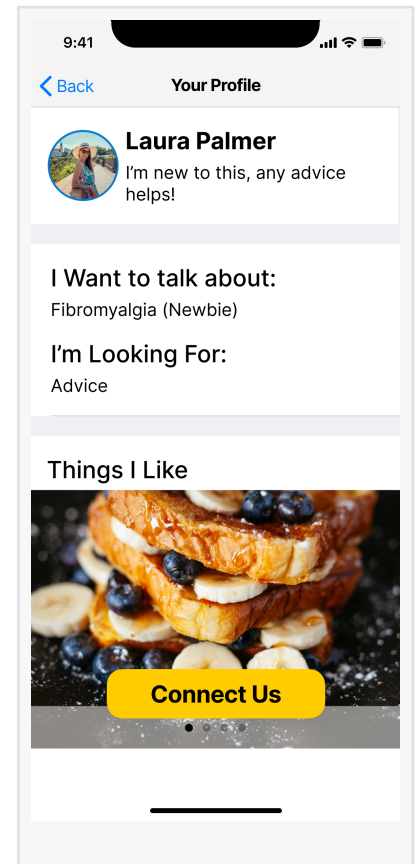 9:41
Back
Your Profile
Laura Palmer
I’m new to this, any advice
helps!
I Want to talk about:
Fibromyalgia (Newbie)
I’m Looking For:
Advice
Things I Like
Connect Us